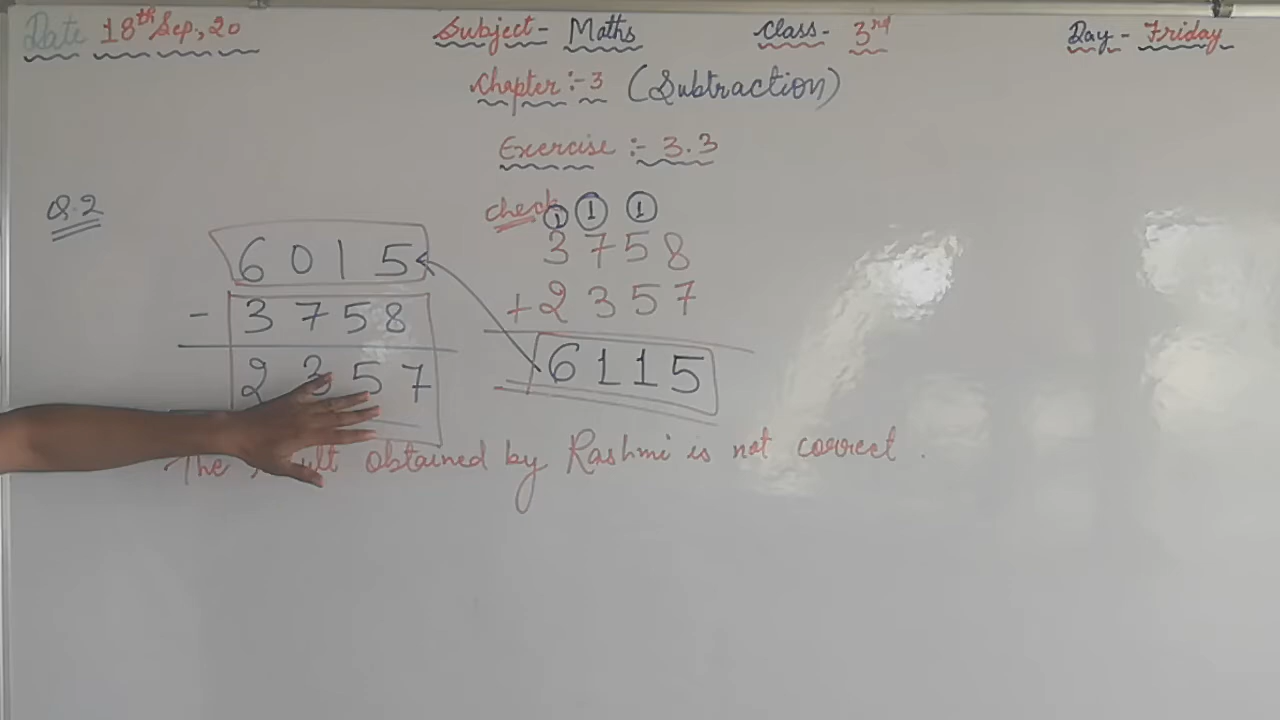 Date 18th Sep, 20 Subject- Maths Class- 3rd Day- Friday
Chapter :- 3 (Subtraction)
Exercise :- 3.3
Q.2
check
1 1 1
6015 3758
- 3758 + 2357
2357 6115
The obtained by Rashmi is not correct .